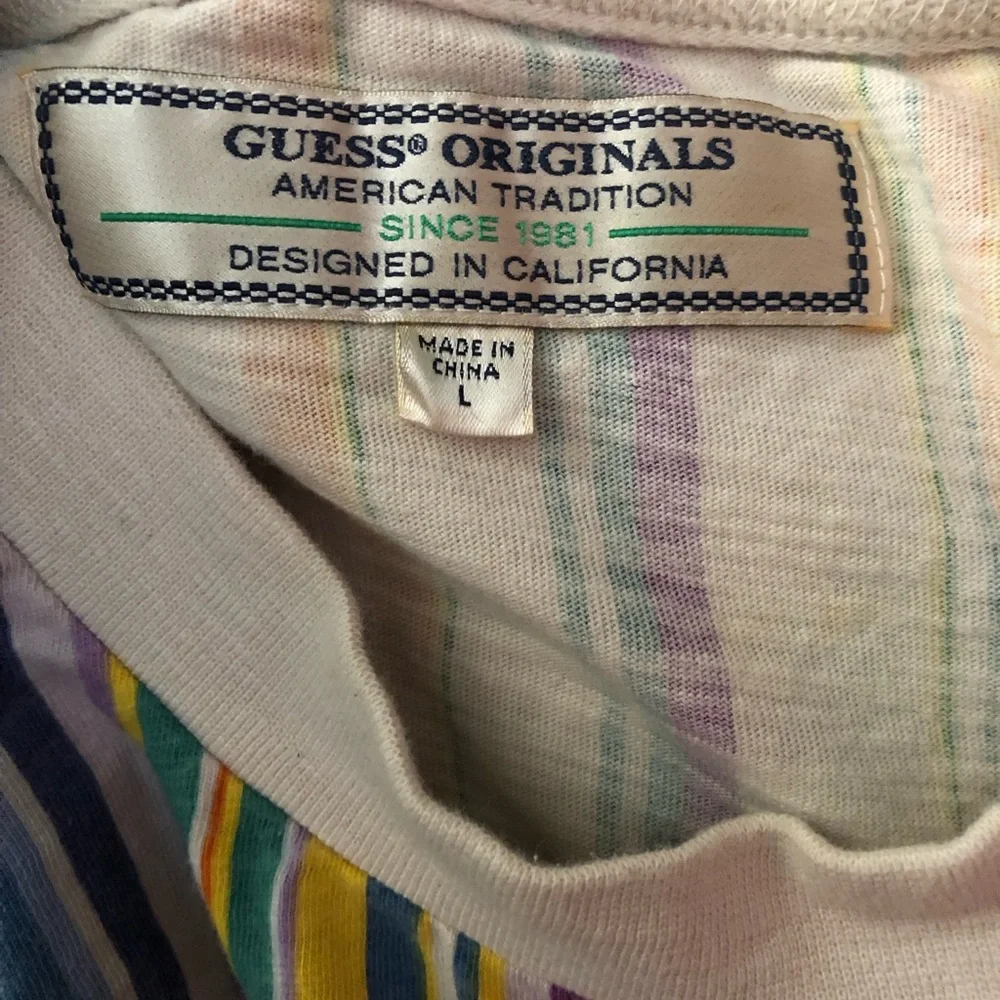 GUESS® ORIGINALS
AMERICAN TRADITION
SINCE 1981
DESIGNED IN CALIFORNIA
MADE IN
CHINA
L